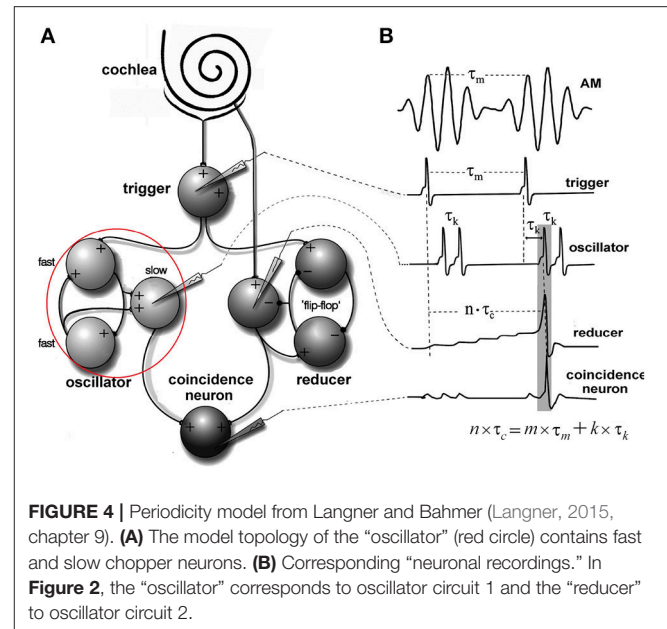 A
B
cochlea
τm
AM
trigger
+
τm
trigger
τk
τk
τk
oscillator
fast
slow
+
+
+
+
fast
+
+
−
−
'flip-flop'
+
−
n · τc
reducer
oscillator
coincidence
neuron
reducer
+
+
coincidence
neuron
n × τc = m × τm + k × τk
FIGURE 4 | Periodicity model from Langner and Bahmer (Langner, 2015,
chapter 9). (A) The model topology of the “oscillator” (red circle) contains fast
and slow chopper neurons. (B) Corresponding “neuronal recordings.” In
Figure 2, the “oscillator” corresponds to oscillator circuit 1 and the “reducer”
to oscillator circuit 2.